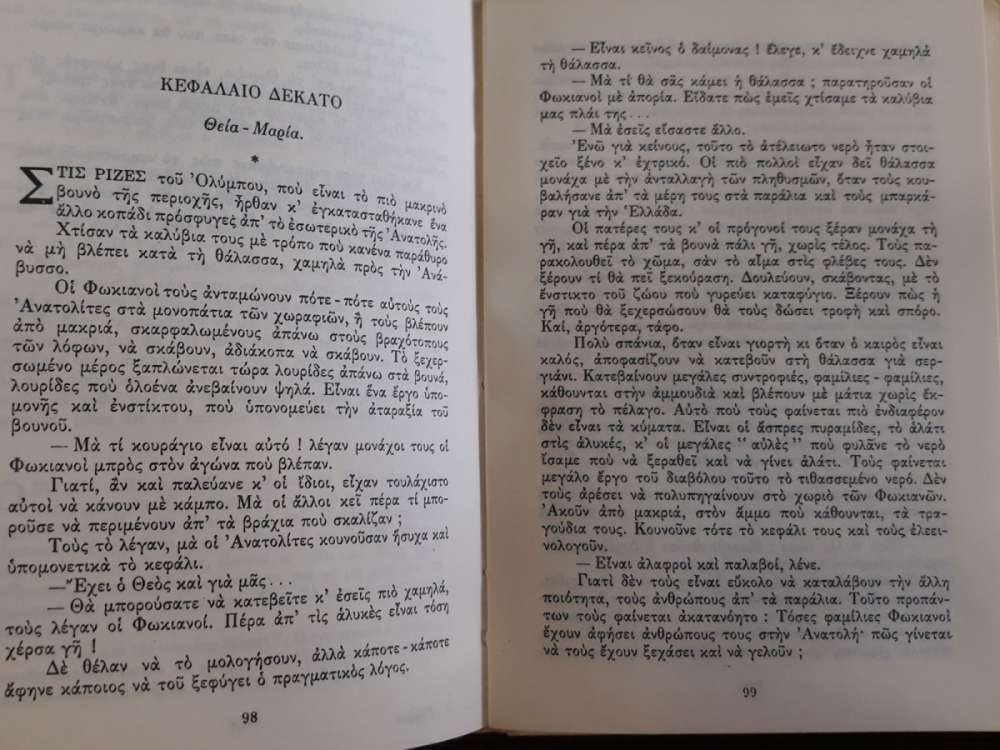 ΚΕΦΑΛΑΙΟ ΔΕΚΑΤΟ
Θεία - Μαρία.
*
ΣΤΙΣ ΡΙΖΕΣ τοῦ Ὀλύμπου, ποὺ εἶναι τὸ πιὸ μακρινὸ
βουνὸ τῆς περιοχῆς, ἦρθαν κ' ἐγκατασταθήκανε ἕνα
ἄλλο κοπάδι πρόσφυγες ἀπ' τὸ ἐσωτερικὸ τῆς Ἀνατολῆς.
Χτίσαν τὰ καλύβια τους μὲ τρόπο ποὺ κανένα παράθυρο
νὰ μὴ βλέπει κατὰ τὴ θάλασσα, χαμηλὰ πρὸς τὴν Ἀνά-
βυσσο.
Οἱ Φωκιανοὶ τοὺς ἀνταμώνουν πότε - πότε αὐτοὺς τοὺς
Ἀνατολίτες στὰ μονοπάτια τῶν χωραφιῶν, ἢ τοὺς βλέπουν
ἀπὸ μακριά, σκαρφαλωμένους ἀπάνω στοὺς βραχότοπους
τῶν λόφων, νὰ σκάβουν, ἀδιάκοπα νὰ σκάβουν. Τὸ ξεχερ-
σωμένο μέρος ξαπλώνεται τώρα λουρίδες ἀπάνω στὰ βουνά,
λουρίδες ποὺ ὁλοένα ἀνεβαίνουν ψηλά. Εἶναι ἕνα ἔργο ὑπο-
μονῆς καὶ ἐνστίκτου, ποὺ ὑπονομεύει τὴν ἀταραξία τοῦ
βουνοῦ.
— Μὰ τί κουράγιο εἶναι αὐτό ! λέγαν μονάχοι τους οἱ
Φωκιανοὶ μπρὸς στὸν ἀγώνα ποὺ βλέπαν.
Γιατί, ἂν καὶ παλεύανε κ' οἱ ἴδιοι, εἶχαν τουλάχιστο
αὐτοὶ νὰ κάνουν μὲ κάμπο. Μὰ οἱ ἄλλοι κεῖ πέρα τί μπο-
ροῦσε νὰ περιμένουν ἀπ' τὰ βράχια ποὺ σκαλίζαν ;
Τοὺς τὸ λέγαν, μὰ οἱ Ἀνατολίτες κουνοῦσαν ἥσυχα καὶ
ὑπομονετικὰ τὸ κεφάλι.
— Ἔχει ὁ Θεὸς καὶ γιὰ μᾶς . . .
— Θὰ μπορούσατε νὰ κατεβεῖτε κ' ἐσεῖς πιὸ χαμηλά,
τοὺς λέγαν οἱ Φωκιανοί. Πέρα ἀπ' τὶς ἁλυκὲς εἶναι τόση
χέρσα γῆ !
Δὲ θέλαν νὰ τὸ μολογήσουν, ἀλλὰ κάποτε - κάποτε
ἄφηνε κάποιος νὰ τοῦ ξεφύγει ὁ πραγματικὸς λόγος.
98
— Εἶναι κεῖνος ὁ δαίμονας ! ἔλεγε, κ' ἔδειχνε χαμηλὰ
τὴ θάλασσα.
— Μὰ τί θὰ σᾶς κάμει ἡ θάλασσα ; παρατηροῦσαν οἱ
Φωκιανοὶ μὲ ἀπορία. Εἴδατε πὼς ἐμεῖς χτίσαμε τὰ καλύβια
μας πλάι της . . .
— Μὰ ἐσεῖς εἴσαστε ἄλλο.
Ἐνῶ γιὰ κείνους, τοῦτο τὸ ἀτέλειωτο νερὸ ἦταν στοι-
χεῖο ξένο κ' ἐχτρικό. Οἱ πιὸ πολλοὶ εἶχαν δεῖ θάλασσα
μονάχα μὲ τὴν ἀνταλλαγὴ τῶν πληθυσμῶν, ὅταν τοὺς κου-
βαλήσανε ἀπ' τὰ μέρη τους στὰ παράλια καὶ τοὺς μπαρκά-
ραν γιὰ τὴν Ἑλλάδα.
Οἱ πατέρες τους κ' οἱ πρόγονοί τους ξέραν μονάχα τὴ
γῆ, καὶ πέρα ἀπ' τὰ βουνὰ πάλι γῆ, χωρὶς τέλος. Τοὺς πα-
ρακολουθεῖ τὸ χῶμα, σὰν τὸ αἷμα στὶς φλέβες τους. Δὲν
ξέρουν τί θὰ πεῖ ξεκούραση. Δουλεύουν, σκάβοντας, μὲ τὸ
ἔνστικτο τοῦ ζώου ποὺ γυρεύει καταφύγιο. Ξέρουν πὼς ἡ
γῆ ποὺ θὰ ξεχερσώσουν θὰ τοὺς δώσει τροφὴ καὶ σπόρο.
Καί, ἀργότερα, τάφο.
Πολὺ σπάνια, ὅταν εἶναι γιορτὴ κι ὅταν ὁ καιρὸς εἶναι
καλός, ἀποφασίζουν νὰ κατεβοῦν στὴ θάλασσα γιὰ σερ-
γιάνι. Κατεβαίνουν μεγάλες συντροφιές, φαμίλιες - φαμίλιες,
κάθουνται στὴν ἀμμουδιὰ καὶ βλέπουν μὲ μάτια χωρὶς ἔκ-
φραση τὸ πέλαγο. Αὐτὸ ποὺ τοὺς φαίνεται πιὸ ἐνδιαφέρον
δὲν εἶναι τὰ κύματα. Εἶναι οἱ ἄσπρες πυραμίδες, τὸ ἁλάτι
στὶς ἁλυκές, κ' οἱ μεγάλες " αὐλὲς " ποὺ φυλᾶνε τὸ νερὸ
ἴσαμε ποὺ νὰ ξεραθεῖ καὶ νὰ γίνει ἁλάτι. Τοὺς φαίνεται
μεγάλο ἔργο τοῦ διαβόλου τοῦτο τὸ τιθασσεμένο νερό. Δὲν
τοὺς ἀρέσει νὰ πολυπηγαίνουν στὸ χωριὸ τῶν Φωκιανῶν.
Ἀκοῦν ἀπὸ μακριά, στὸν ἄμμο ποὺ κάθουνται, τὰ τρα-
γούδια τους. Κουνοῦνε τότε τὸ κεφάλι τους καὶ τοὺς ἐλεει-
νολογοῦν.
— Εἶναι ἀλαφροὶ καὶ παλαβοί, λένε.
Γιατὶ δὲν τοὺς εἶναι εὔκολο νὰ καταλάβουν τὴν ἄλλη
ποιότητα, τοὺς ἀνθρώπους ἀπ' τὰ παράλια. Τοῦτο προπάν-
των τοὺς φαίνεται ἀκατανόητο : Τόσες φαμίλιες Φωκιανοὶ
ἔχουν ἀφήσει ἀνθρώπους τους στὴν Ἀνατολή· πῶς γίνεται
νὰ τοὺς ἔχουν ξεχάσει καὶ νὰ γελοῦν ;
99